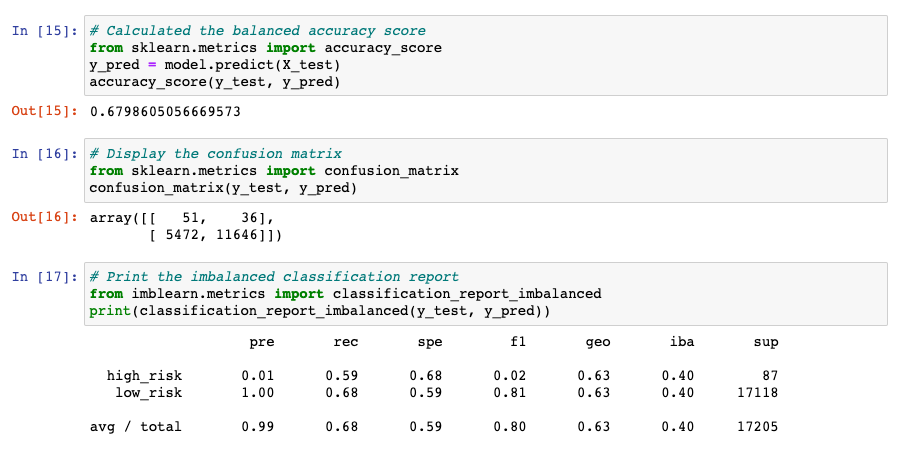 In [15]: # Calculated the balanced accuracy score
from sklearn.metrics import accuracy_score
y_pred = model.predict(X_test)
accuracy_score(y_test, y_pred)
Out[15]: 0.6798605056669573
In [16]: # Display the confusion matrix
from sklearn.metrics import confusion_matrix
confusion_matrix(y_test, y_pred)
Out[16]: array([[   51,    36],
       [ 5472, 11646]])
In [17]: # Print the imbalanced classification report
from imblearn.metrics import classification_report_imbalanced
print(classification_report_imbalanced(y_test, y_pred))
pre rec spe f1 geo iba sup
high_risk 0.01 0.59 0.68 0.02 0.63 0.40 87
low_risk 1.00 0.68 0.59 0.81 0.63 0.40 17118
avg / total 0.99 0.68 0.59 0.80 0.63 0.40 17205